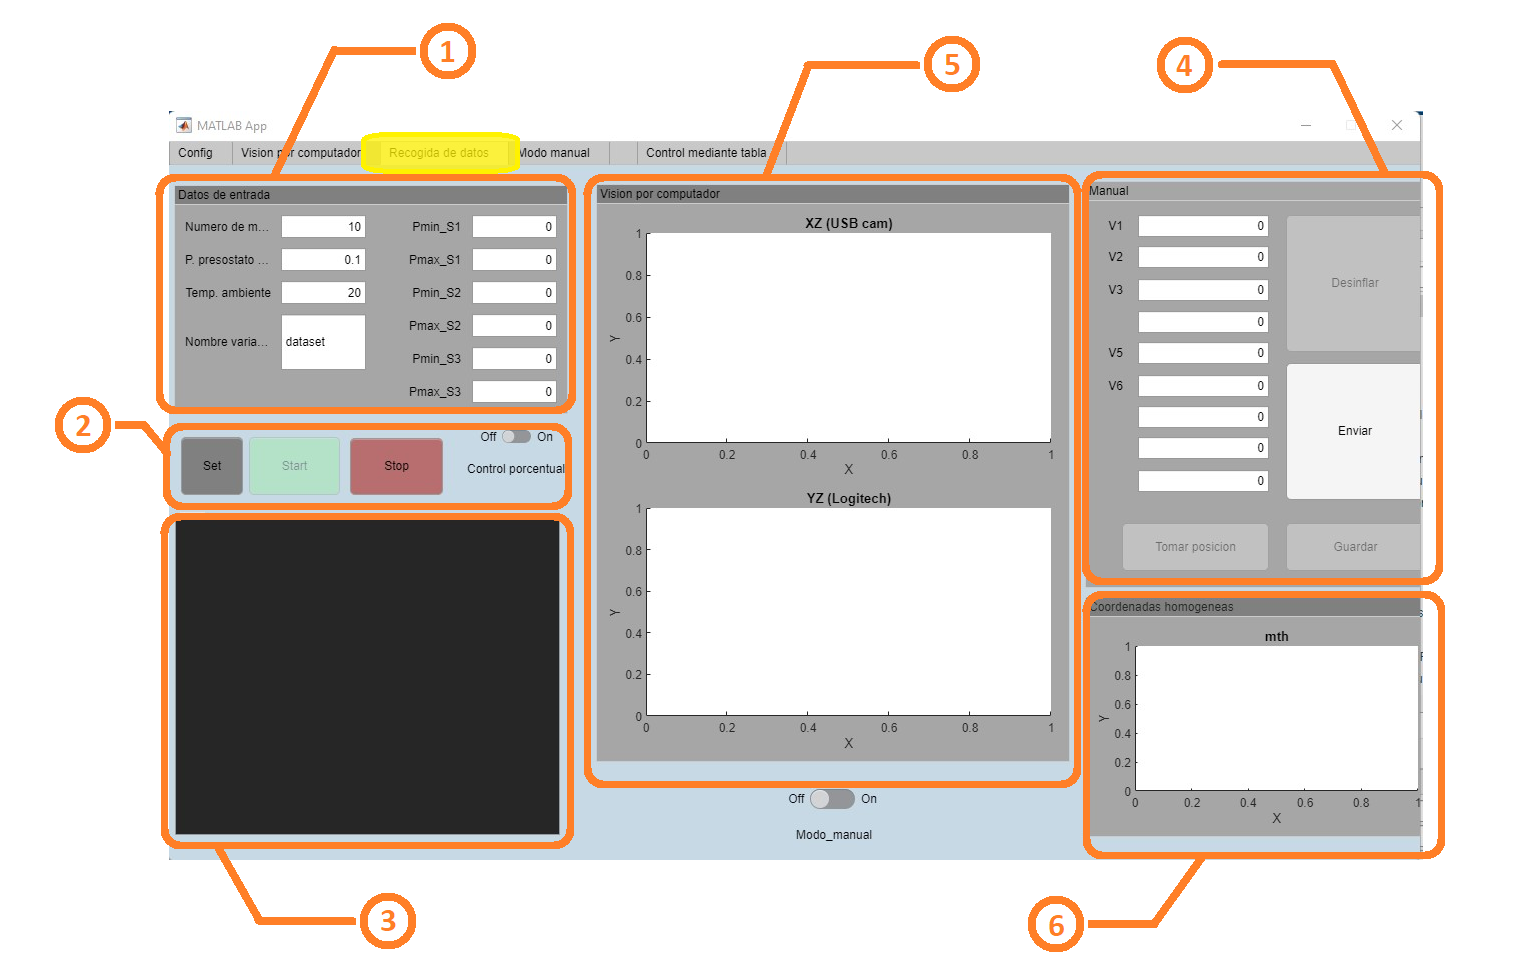 1
5
4
MATLAB App
Config
Vision por computador
Recogida de datos
Modo manual
Control mediante tabla
Datos de entrada
Numero de m...
10
P. presostato ...
0.1
Temp. ambiente
20
Nombre varia...
dataset
Pmin_S1
0
Pmax_S1
0
Pmin_S2
0
Pmax_S2
0
Pmin_S3
0
Pmax_S3
0
2
Set
Start
Stop
Off
On
Control porcentual
3
Vision por computador
XZ (USB cam)
1
0.8
0.6
0.4
0.2
0
Y
0
0.2
0.4
0.6
0.8
1
X
YZ (Logitech)
1
0.8
0.6
0.4
0.2
0
Y
0
0.2
0.4
0.6
0.8
1
X
Off
On
Modo_manual
Manual
V1
0
V2
0
V3
0
0
V5
0
V6
0
0
0
0
Desinflar
Enviar
Tomar posicion
Guardar
Coordenadas homogeneas
mth
1
0.8
0.6
0.4
0.2
0
Y
0
0.2
0.4
0.6
0.8
1
X
6